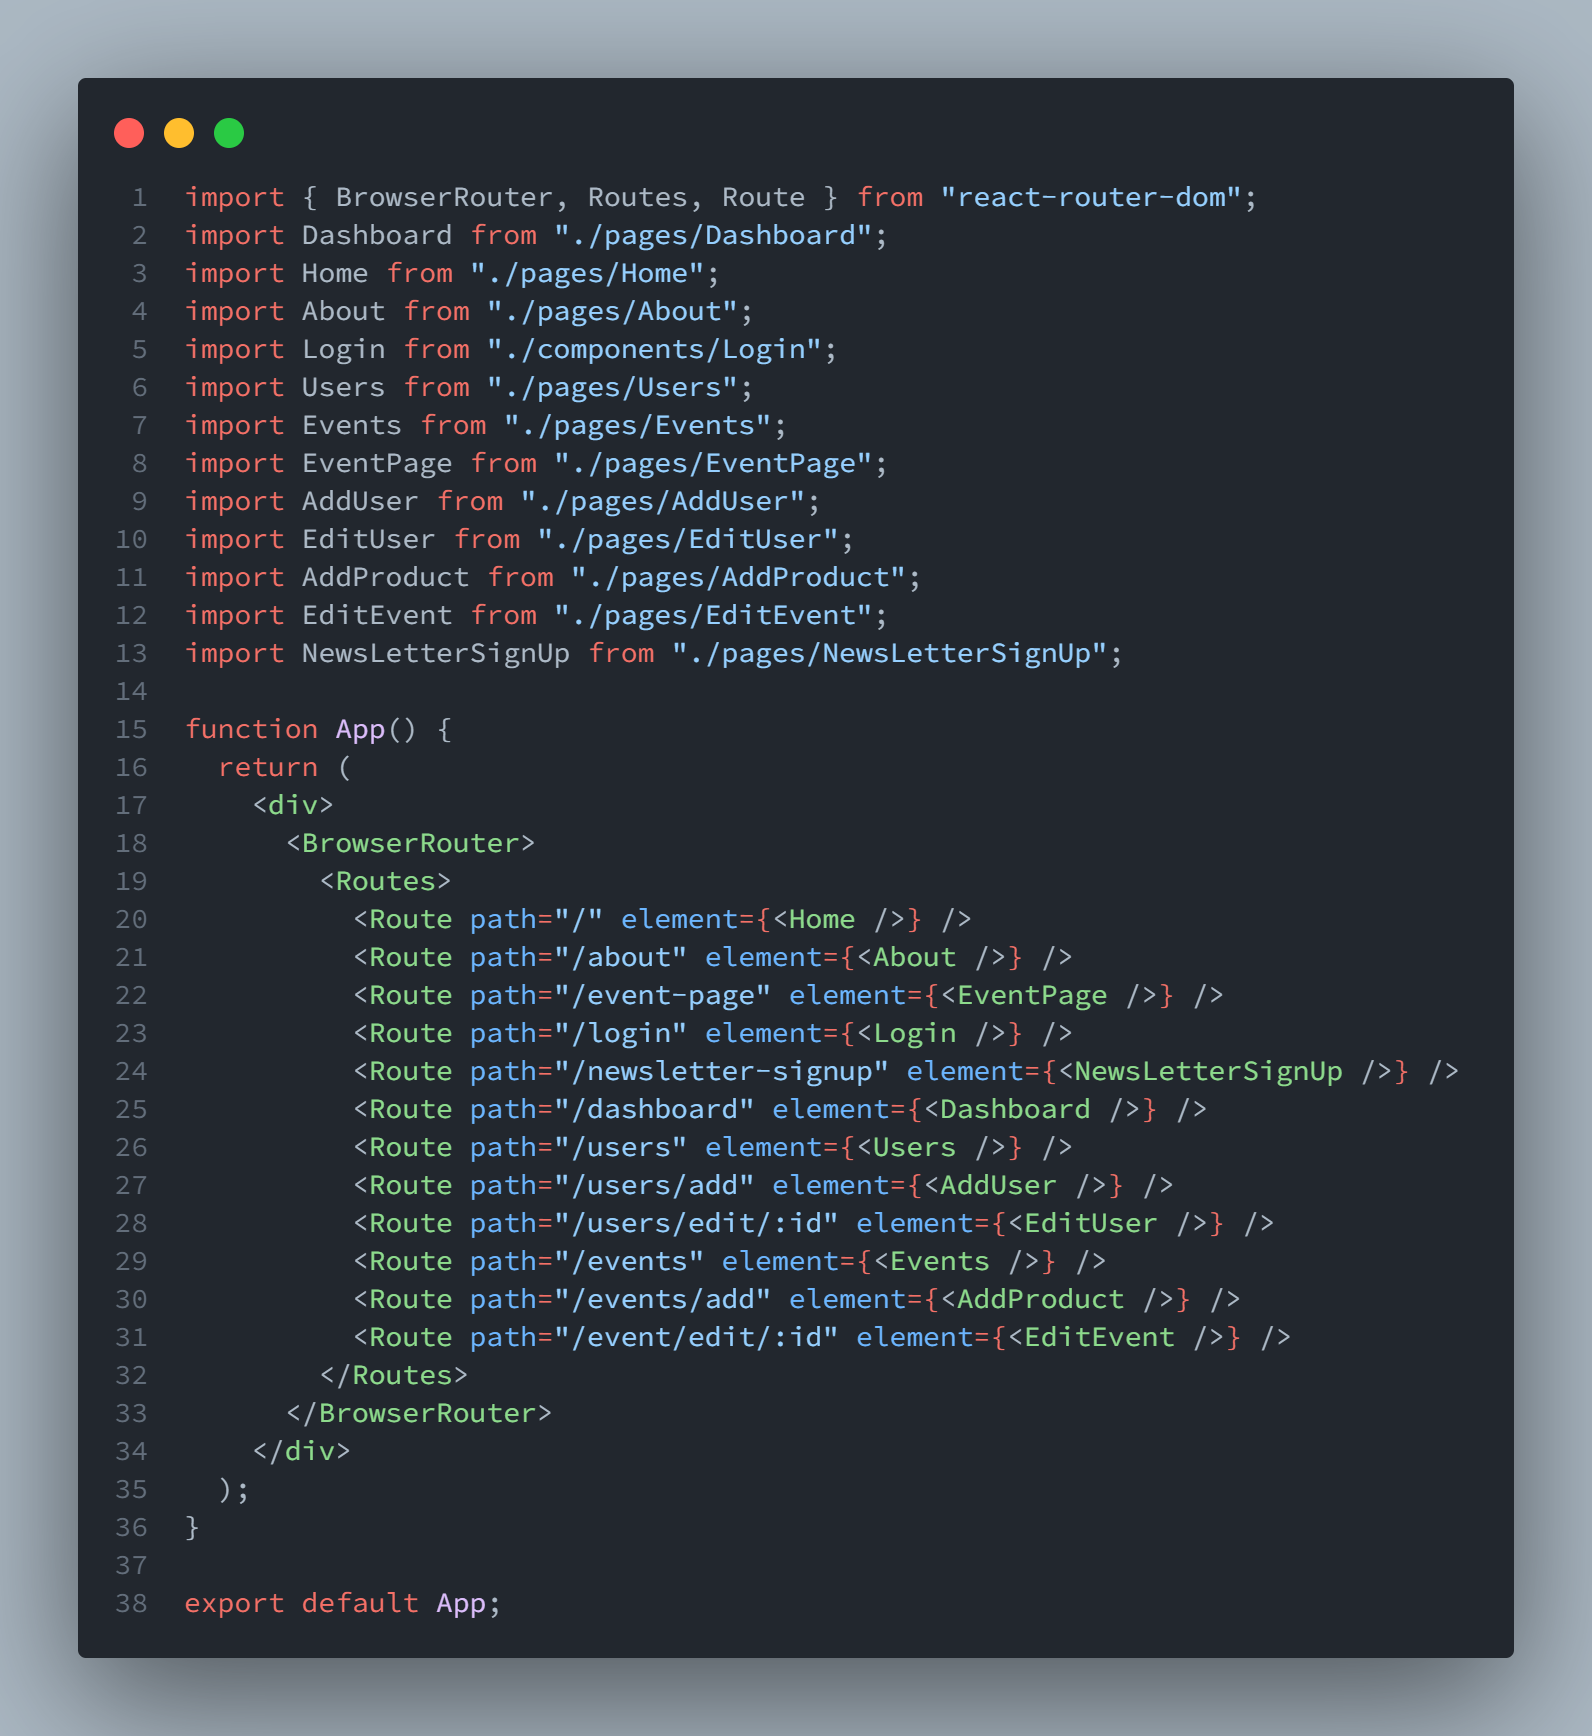 1 import { BrowserRouter, Routes, Route } from "react-router-dom";
2 import Dashboard from "./pages/Dashboard";
3 import Home from "./pages/Home";
4 import About from "./pages/About";
5 import Login from "./components/Login";
6 import Users from "./pages/Users";
7 import Events from "./pages/Events";
8 import EventPage from "./pages/EventPage";
9 import AddUser from "./pages/AddUser";
10 import EditUser from "./pages/EditUser";
11 import AddProduct from "./pages/AddProduct";
12 import EditEvent from "./pages/EditEvent";
13 import NewsLetterSignUp from "./pages/NewsLetterSignUp";
14
15 function App() {
16   return (
17     <div>
18       <BrowserRouter>
19         <Routes>
20           <Route path="/" element={<Home />} />
21           <Route path="/about" element={<About />} />
22           <Route path="/event-page" element={<EventPage />} />
23           <Route path="/login" element={<Login />} />
24           <Route path="/newsletter-signup" element={<NewsLetterSignUp />} />
25           <Route path="/dashboard" element={<Dashboard />} />
26           <Route path="/users" element={<Users />} />
27           <Route path="/users/add" element={<AddUser />} />
28           <Route path="/users/edit/:id" element={<EditUser />} />
29           <Route path="/events" element={<Events />} />
30           <Route path="/events/add" element={<AddProduct />} />
31           <Route path="/event/edit/:id" element={<EditEvent />} />
32         </Routes>
33       </BrowserRouter>
34     </div>
35   );
36 }
37
38 export default App;